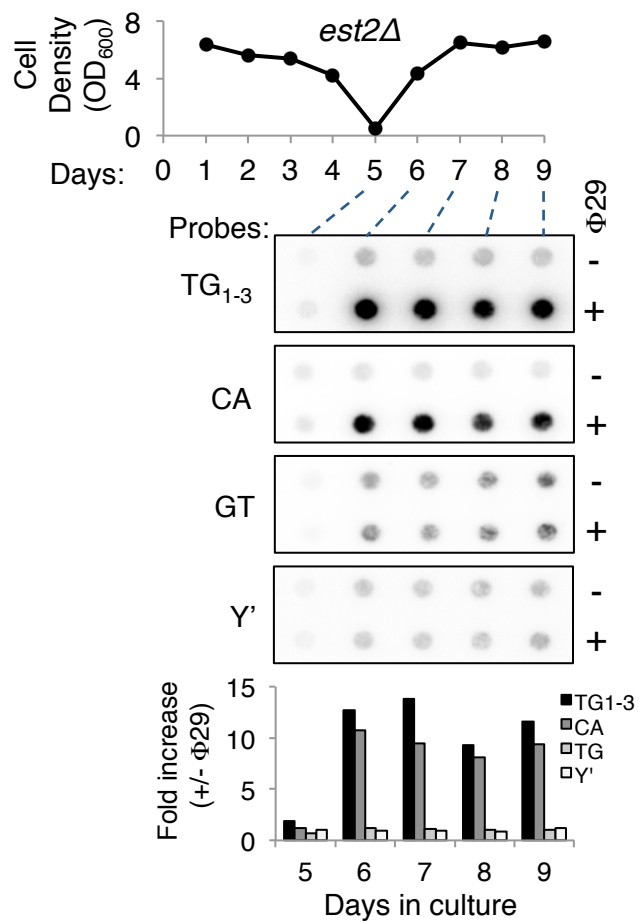 est2Δ
Cell
Density
(OD600)
8
4
0
Days: 0 1 2 3 4 5 6 7 8 9
Φ29
Probes:
TG1-3
-
+
CA
-
+
GT
-
+
Y'
-
+
Fold increase
(+/- Φ29)
15
10
5
0
TG1-3
CA
TG
Y'
5 6 7 8 9
Days in culture